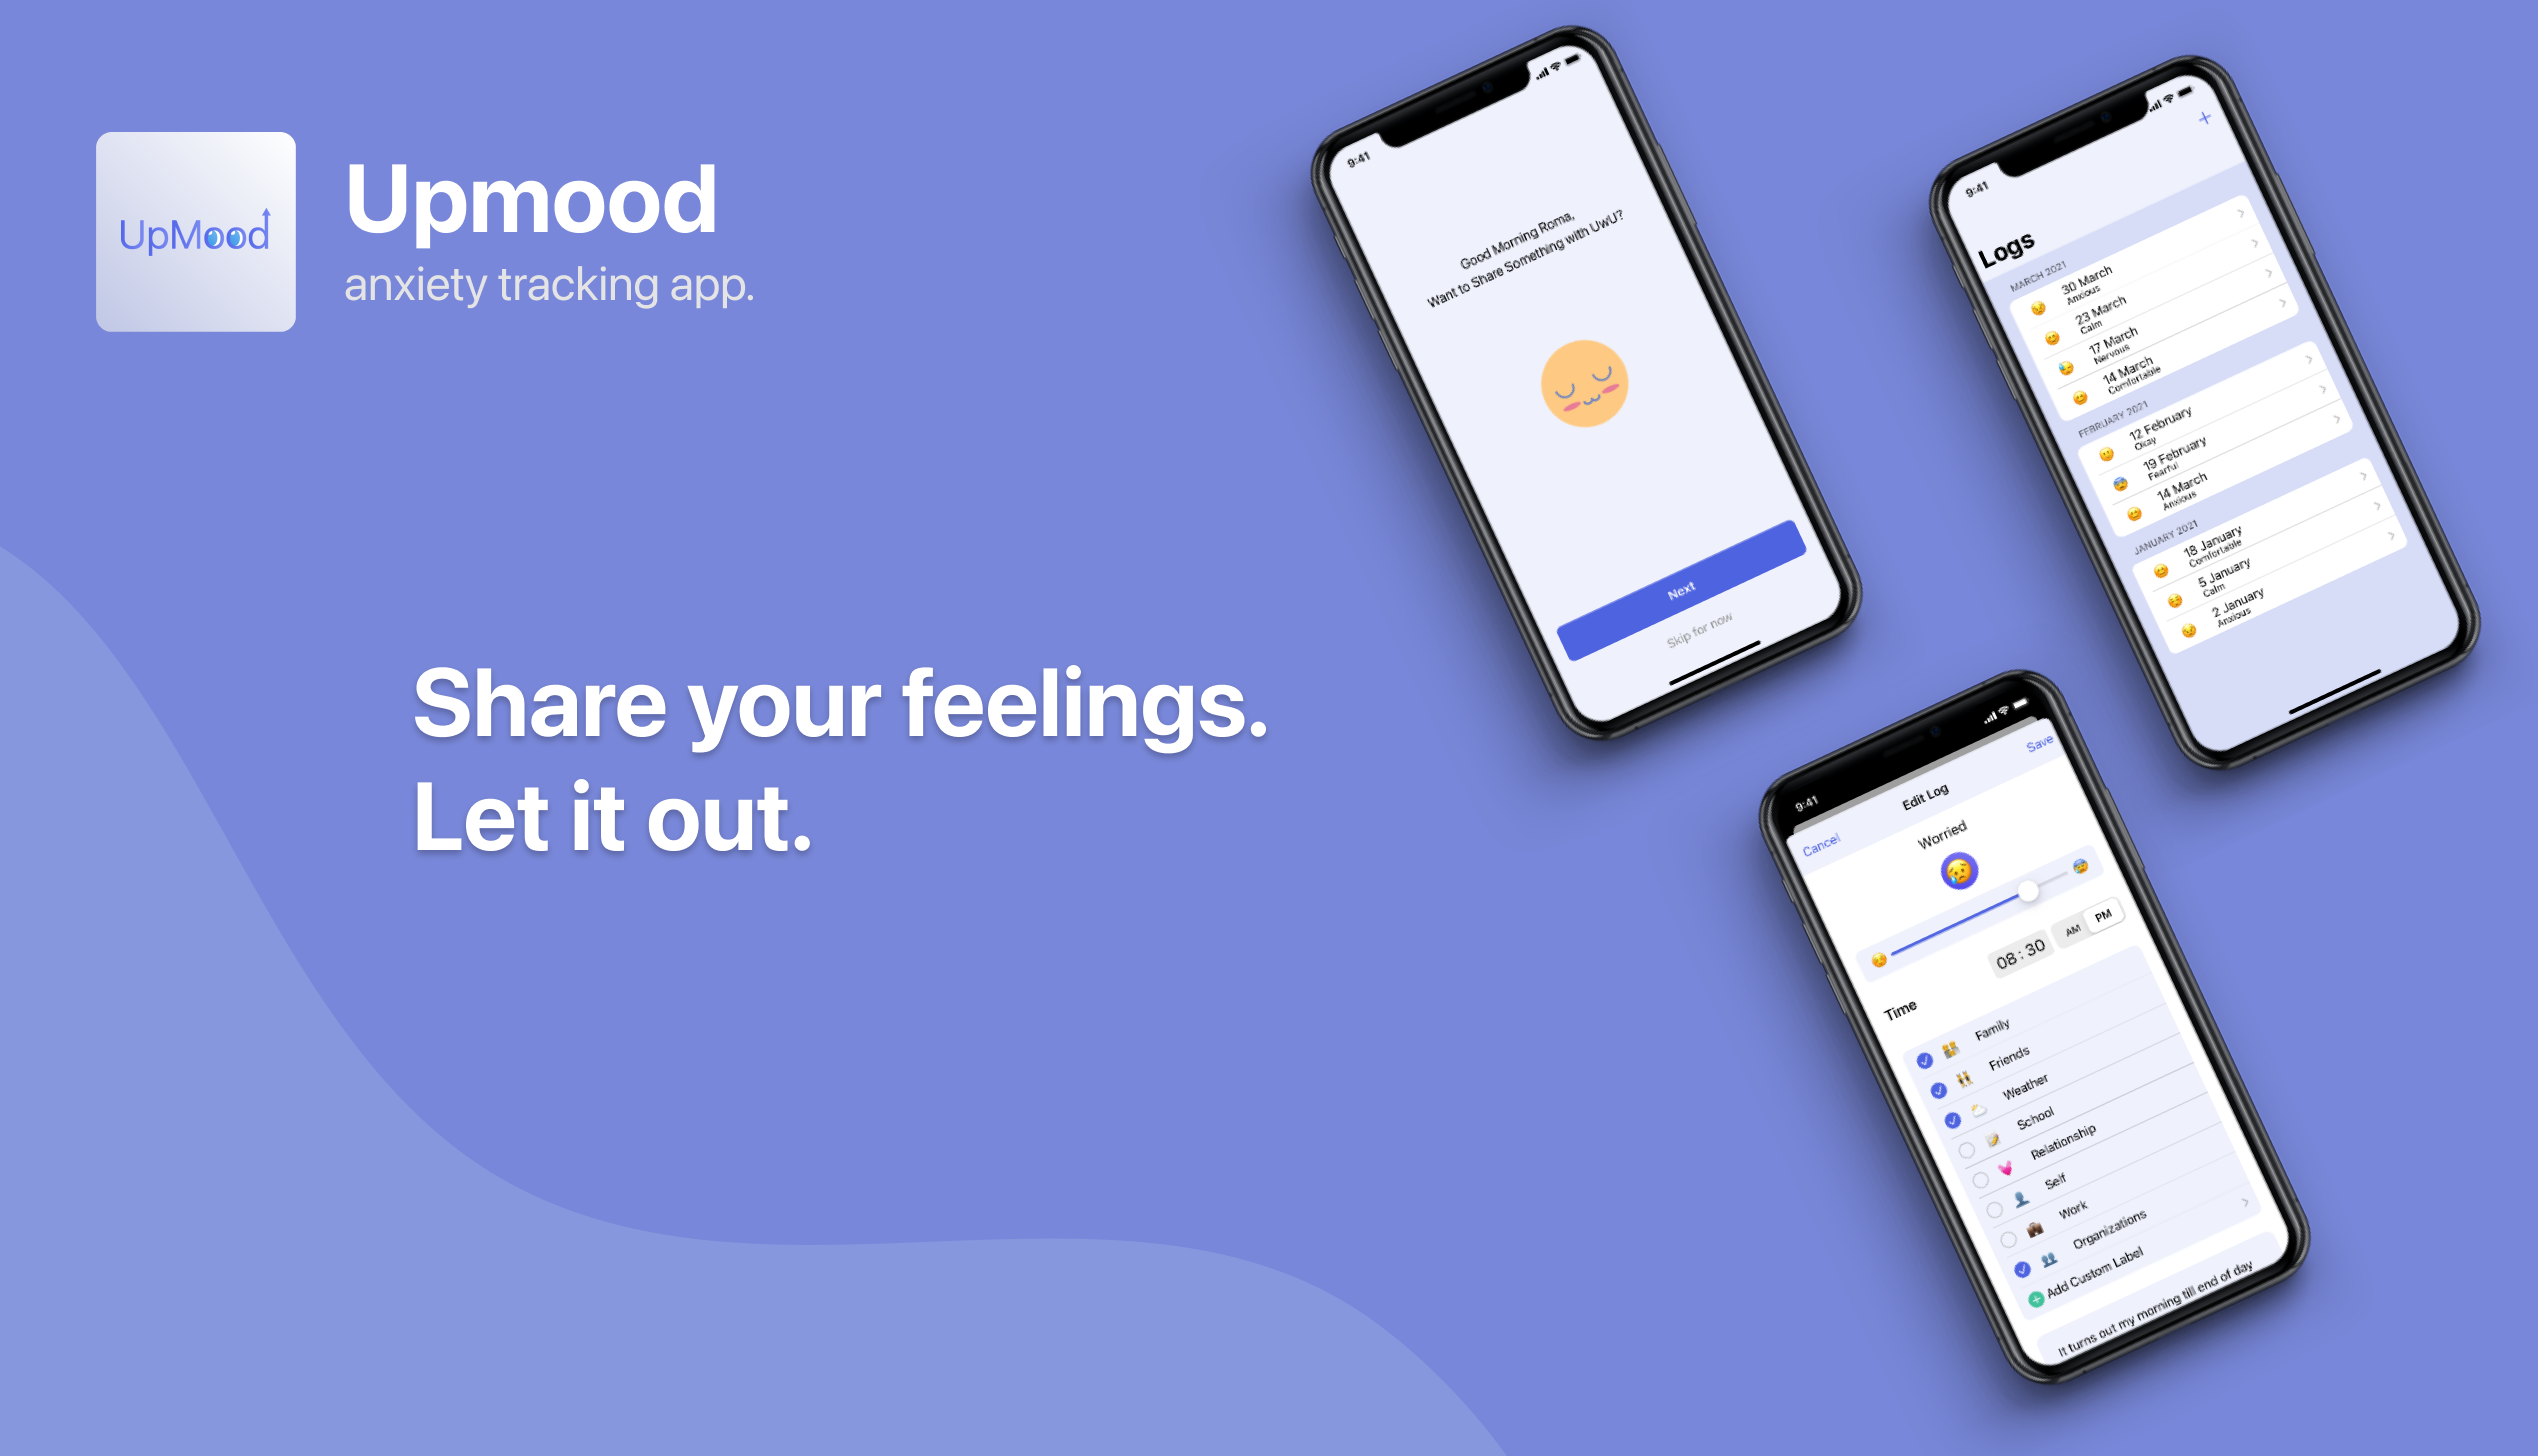 UpMood
Upmood
anxiety tracking app.
Share your feelings.
Let it out.
9:41
Good Morning Roma,
Want to Share Something with UwU?
Next
Skip for now
9:41
Logs
MARCH 2021
30 March
Anxious
23 March
Calm
17 March
Nervous
14 March
Comfortable
FEBRUARY 2021
12 February
Okay
19 February
Fearful
14 March
Anxious
JANUARY 2021
18 January
Comfortable
5 January
Calm
2 January
Anxious
9:41
Cancel Edit Log Save
Worried
Time 08 : 30 AM PM
Family
Friends
Weather
School
Relationship
Self
Work
Organizations
Add Custom Label
It turns out my morning till end of day